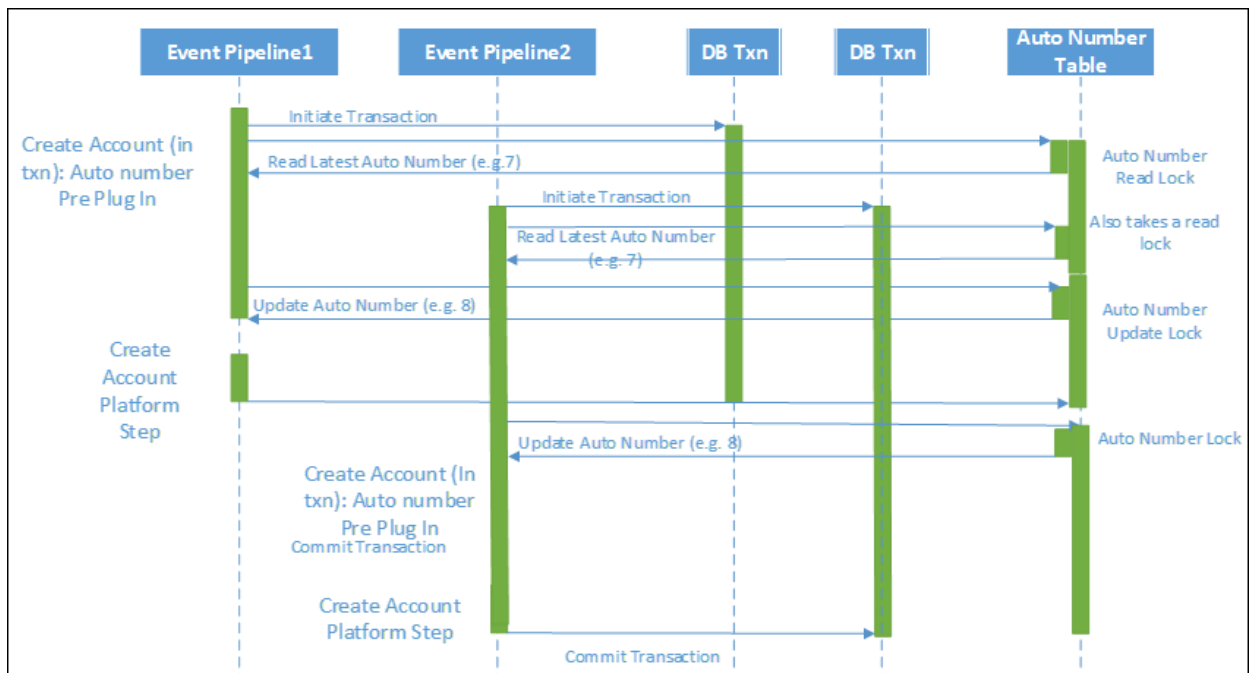 Event Pipeline1
Event Pipeline2
DB Txn
DB Txn
Auto Number
Table
Initiate Transaction
Create Account (in
txn): Auto number
Pre Plug In
Read Latest Auto Number (e.g.7)
Auto Number
Read Lock
Initiate Transaction
Read Latest Auto Number
(e.g. 7)
Also takes a read
lock
Update Auto Number (e.g. 8)
Auto Number
Update Lock
Create
Account
Platform
Step
Update Auto Number (e.g. 8)
Auto Number Lock
Create Account (In
txn): Auto number
Pre Plug In
Commit Transaction
Create Account
Platform Step
Commit Transaction